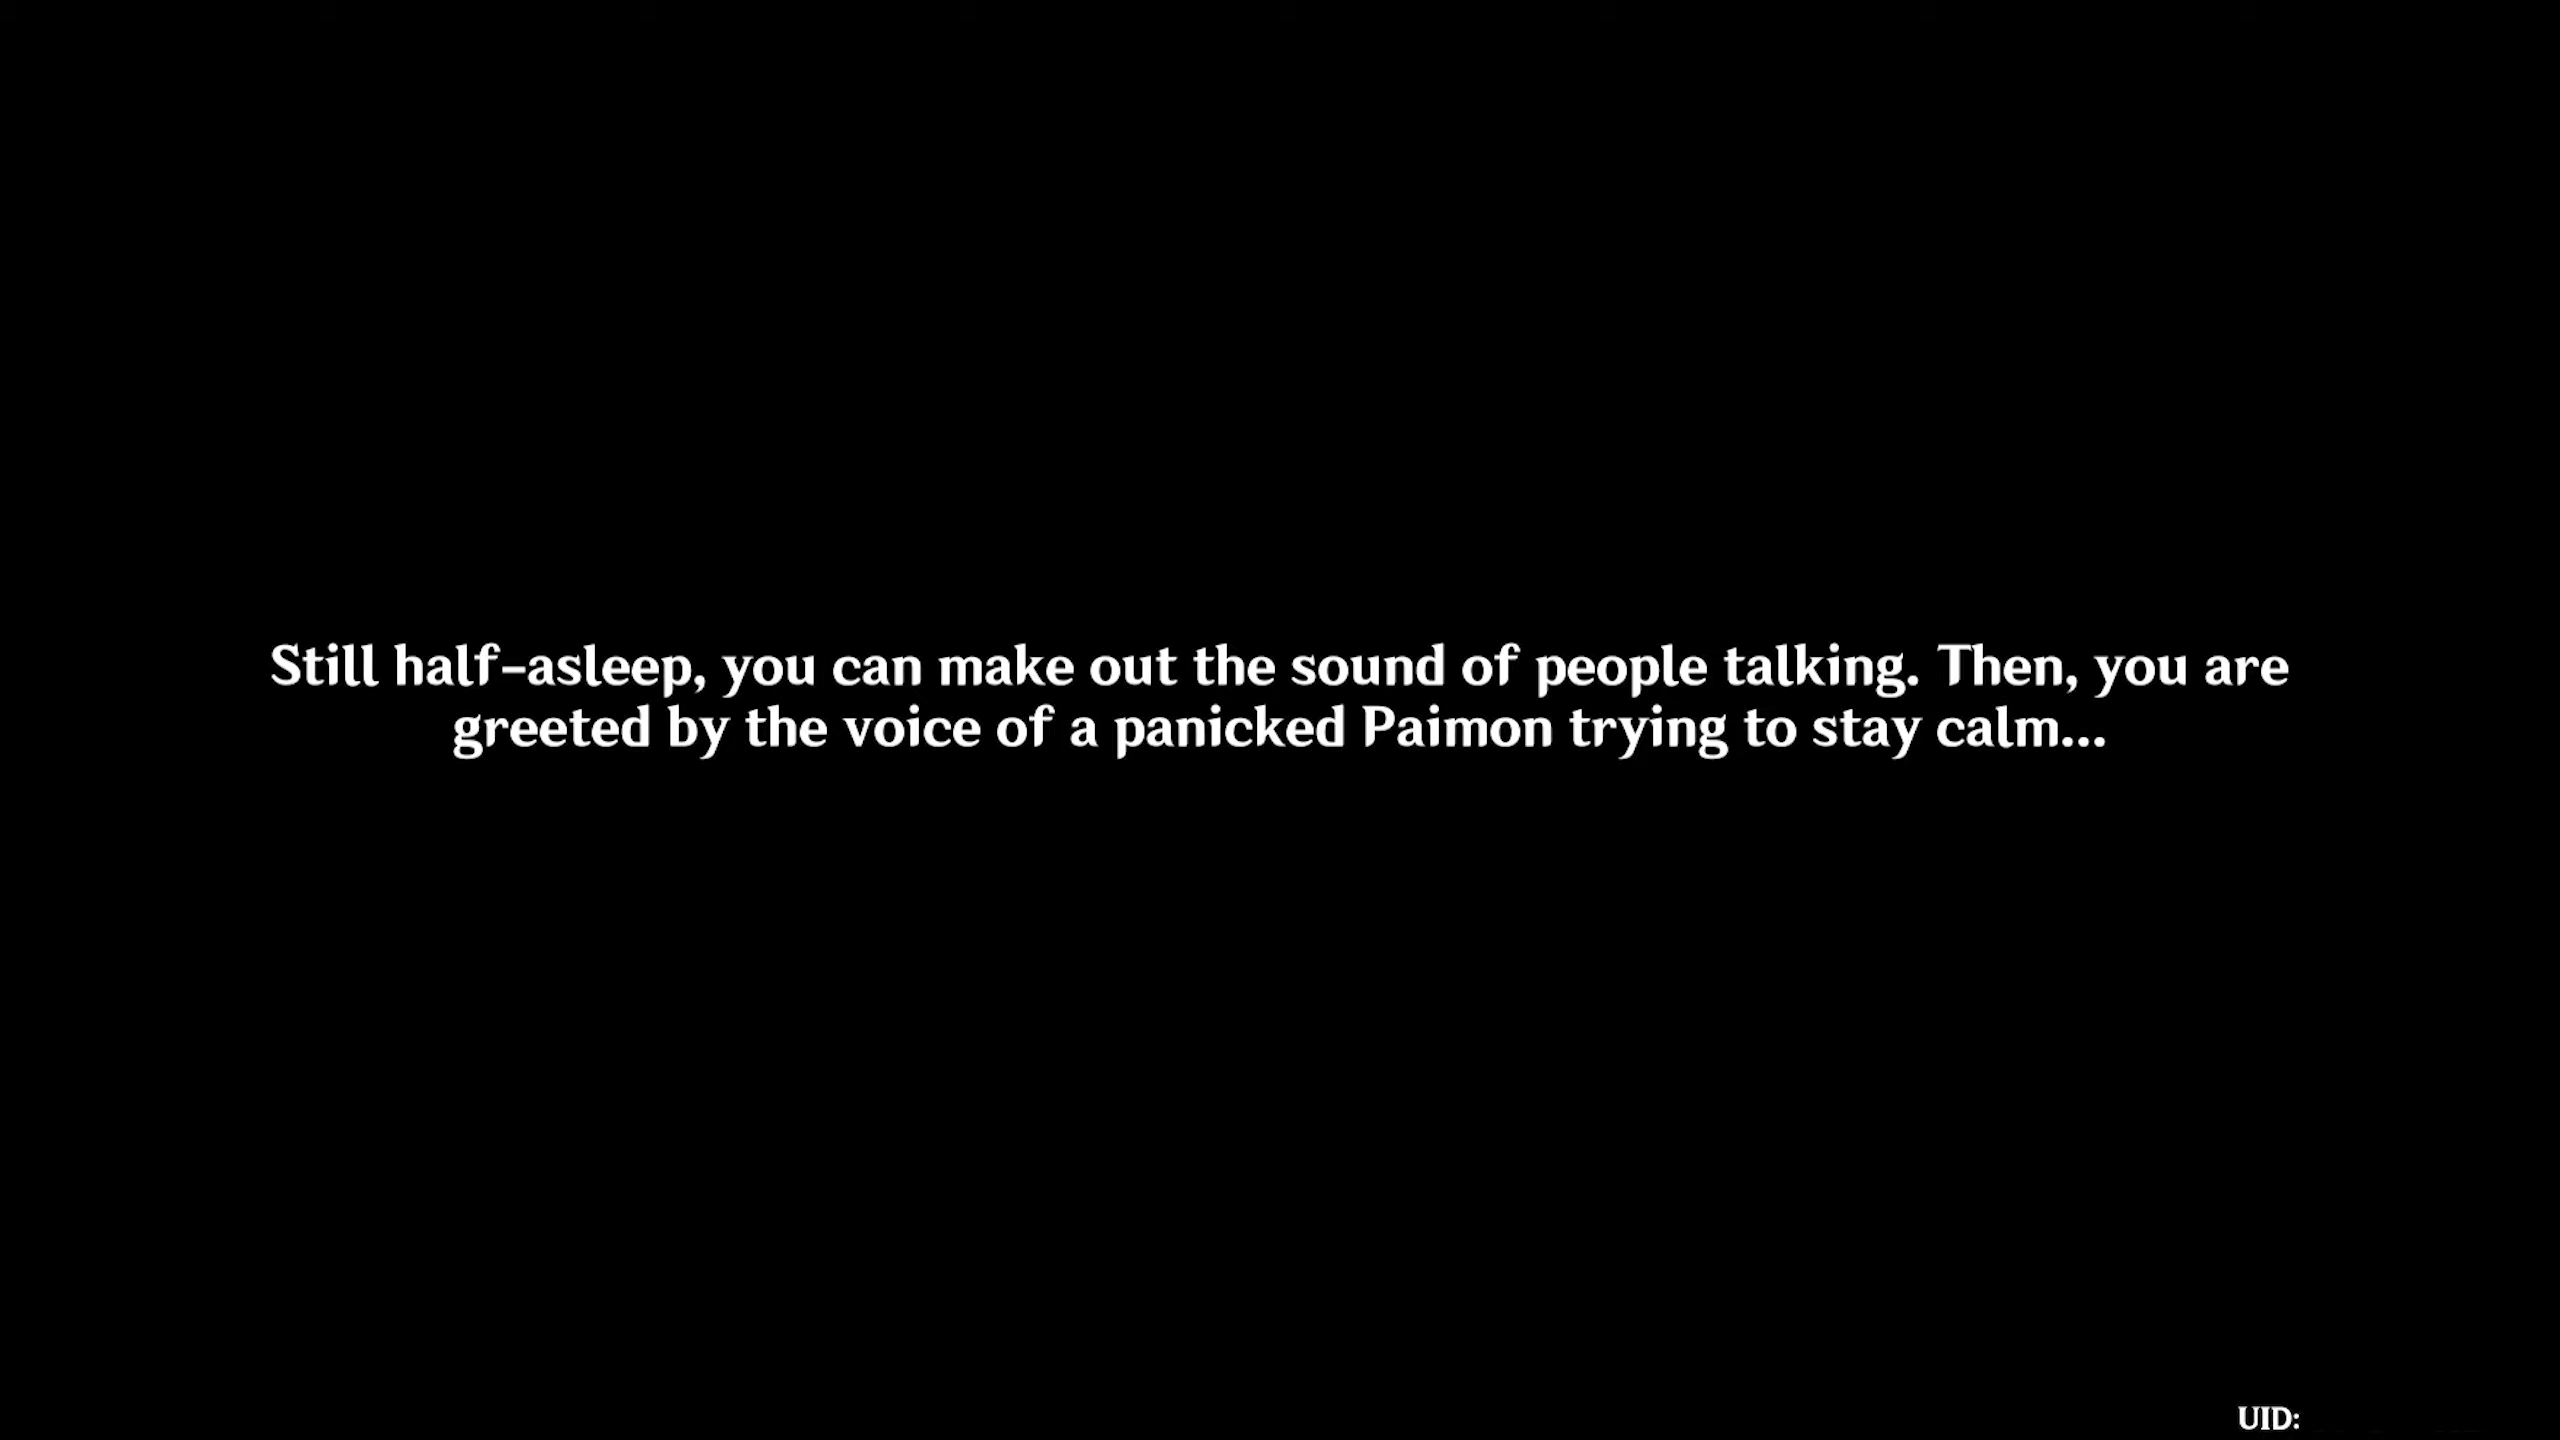 Still half-asleep, you can make out the sound of people talking. Then, you are
greeted by the voice of a panicked Paimon trying to stay calm...
UID: